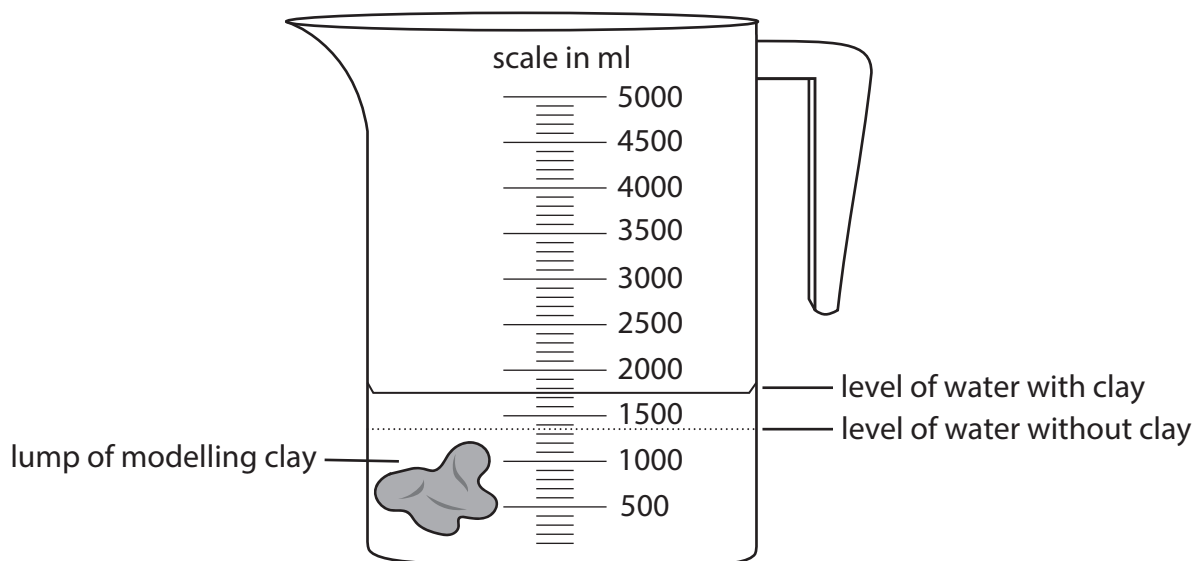 scale in ml
5000
4500
4000
3500
3000
2500
2000
level of water with clay
1500
level of water without clay
lump of modelling clay
1000
500